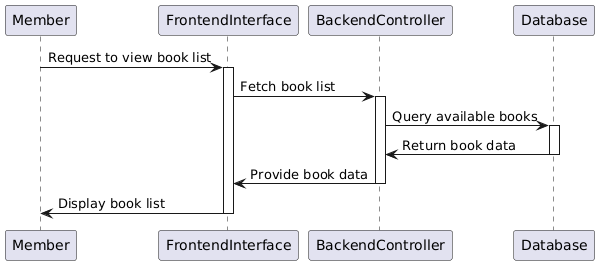 Member FrontendInterface BackendController Database
Request to view book list
Fetch book list
Query available books
Return book data
Provide book data
Display book list
Member FrontendInterface BackendController Database